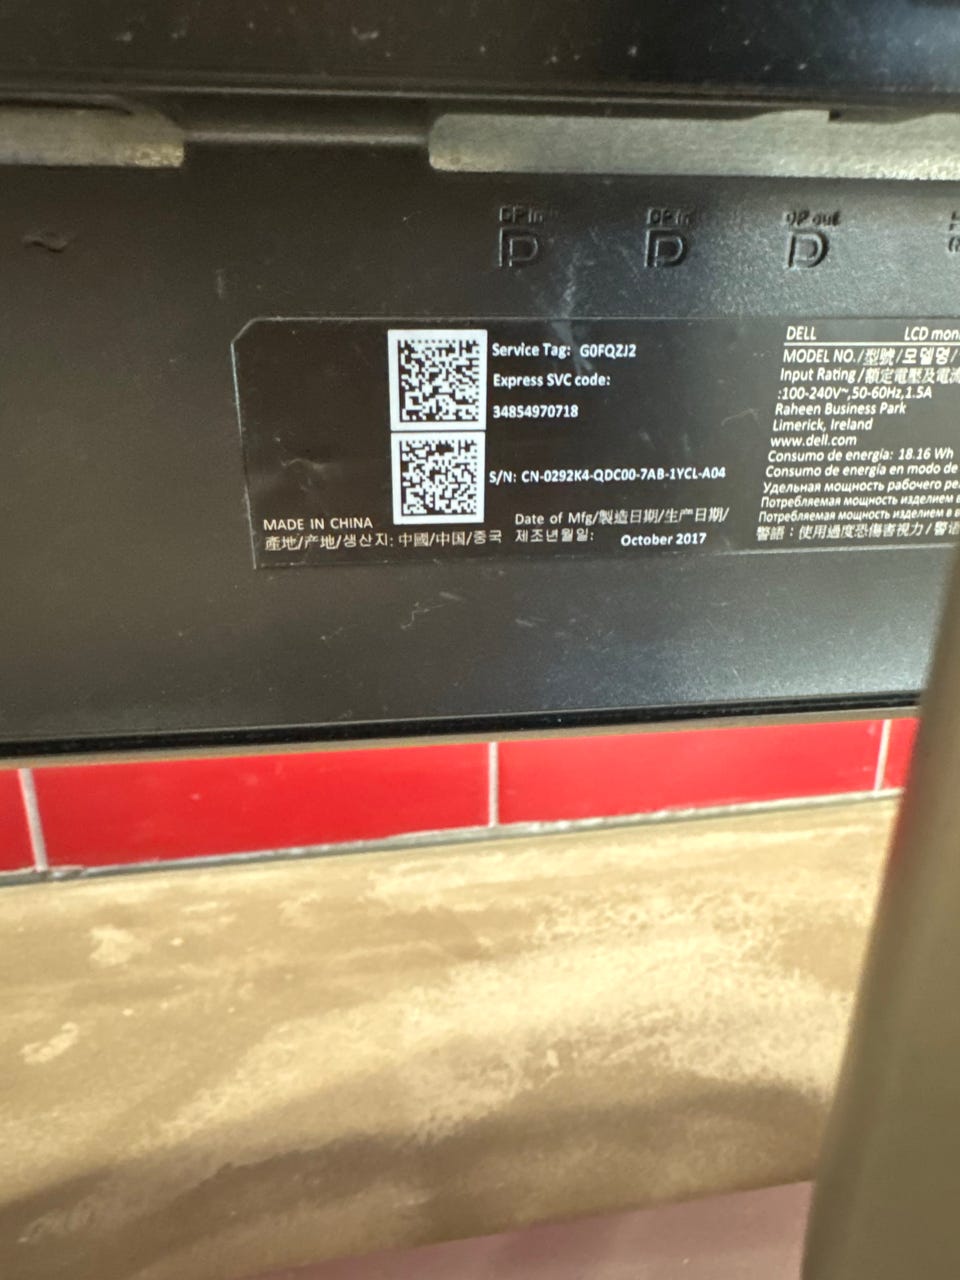 DP in
DP in
DP out
Service Tag: G0FQZJ2
Express SVC code:
34854970718
S/N: CN-0292K4-QDC00-7AB-1YCL-A04
MADE IN CHINA
產地/产地/생산지: 中國/中国/중국
Date of Mfg/製造日期/生产日期/
제조년월일:
October 2017
DELL LCD moni
MODEL NO./型號/모델명/
Input Rating/額定電壓及電流
:100-240V~,50-60Hz,1.5A
Raheen Business Park
Limerick, Ireland
www.dell.com
Consumo de energía: 18.16 Wh
Consumo de energía en modo de
Удельная мощность рабочего ре
Потребляемая мощность изделием в
Потребляемая мощность изделием в в
警語：使用過度恐傷害視力/警语